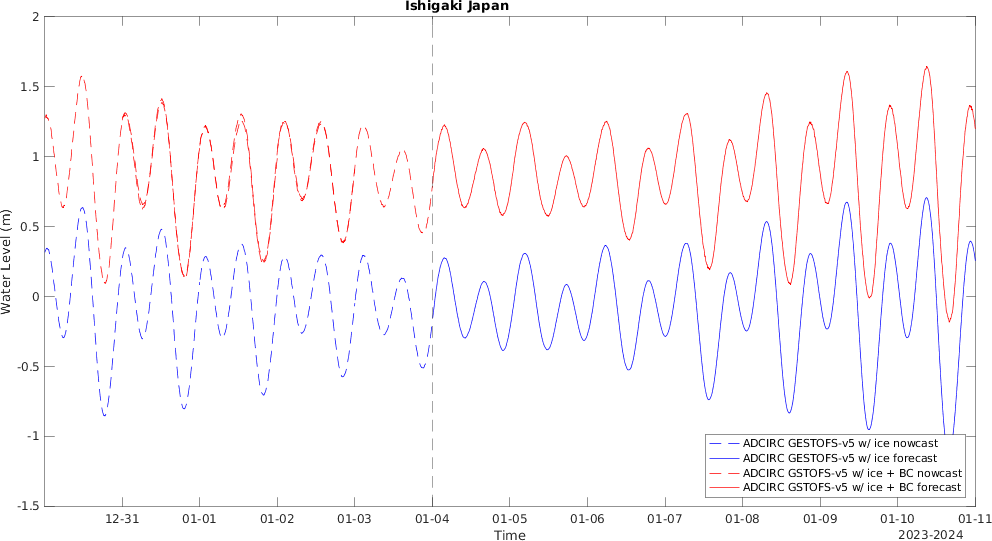 Ishigaki Japan
2
1.5
1
0.5
0
-0.5
-1
-1.5
Water Level (m)
ADCIRC GESTOFS-v5 w/ ice nowcast
ADCIRC GESTOFS-v5 w/ ice forecast
ADCIRC GSTOFS-v5 w/ ice + BC nowcast
ADCIRC GSTOFS-v5 w/ ice + BC forecast
12-31 01-01 01-02 01-03 01-04 01-05 01-06 01-07 01-08 01-09 01-10 01-11
Time
2023-2024